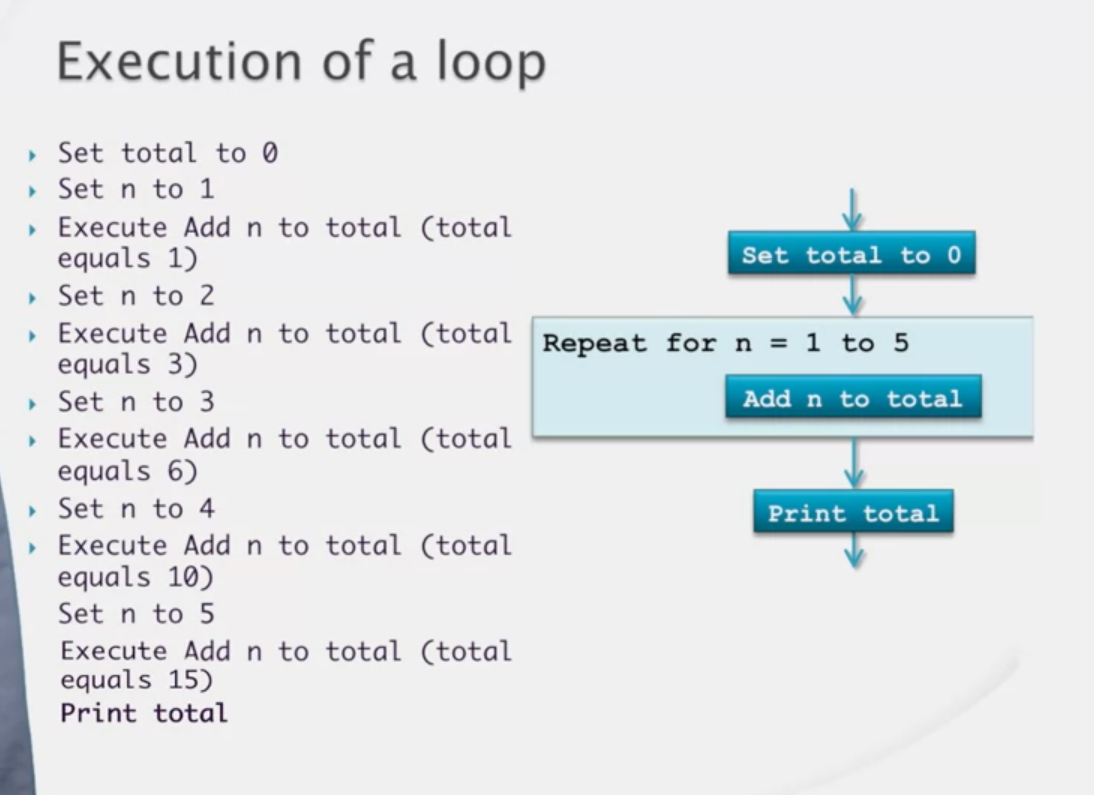 Execution of a loop
Set total to 0
Set n to 1
Execute Add n to total (total
equals 1)
Set n to 2
Execute Add n to total (total
equals 3)
Set n to 3
Execute Add n to total (total
equals 6)
Set n to 4
Execute Add n to total (total
equals 10)
Set n to 5
Execute Add n to total (total
equals 15)
Print total
Set total to 0
Repeat for n = 1 to 5
Add n to total
Print total